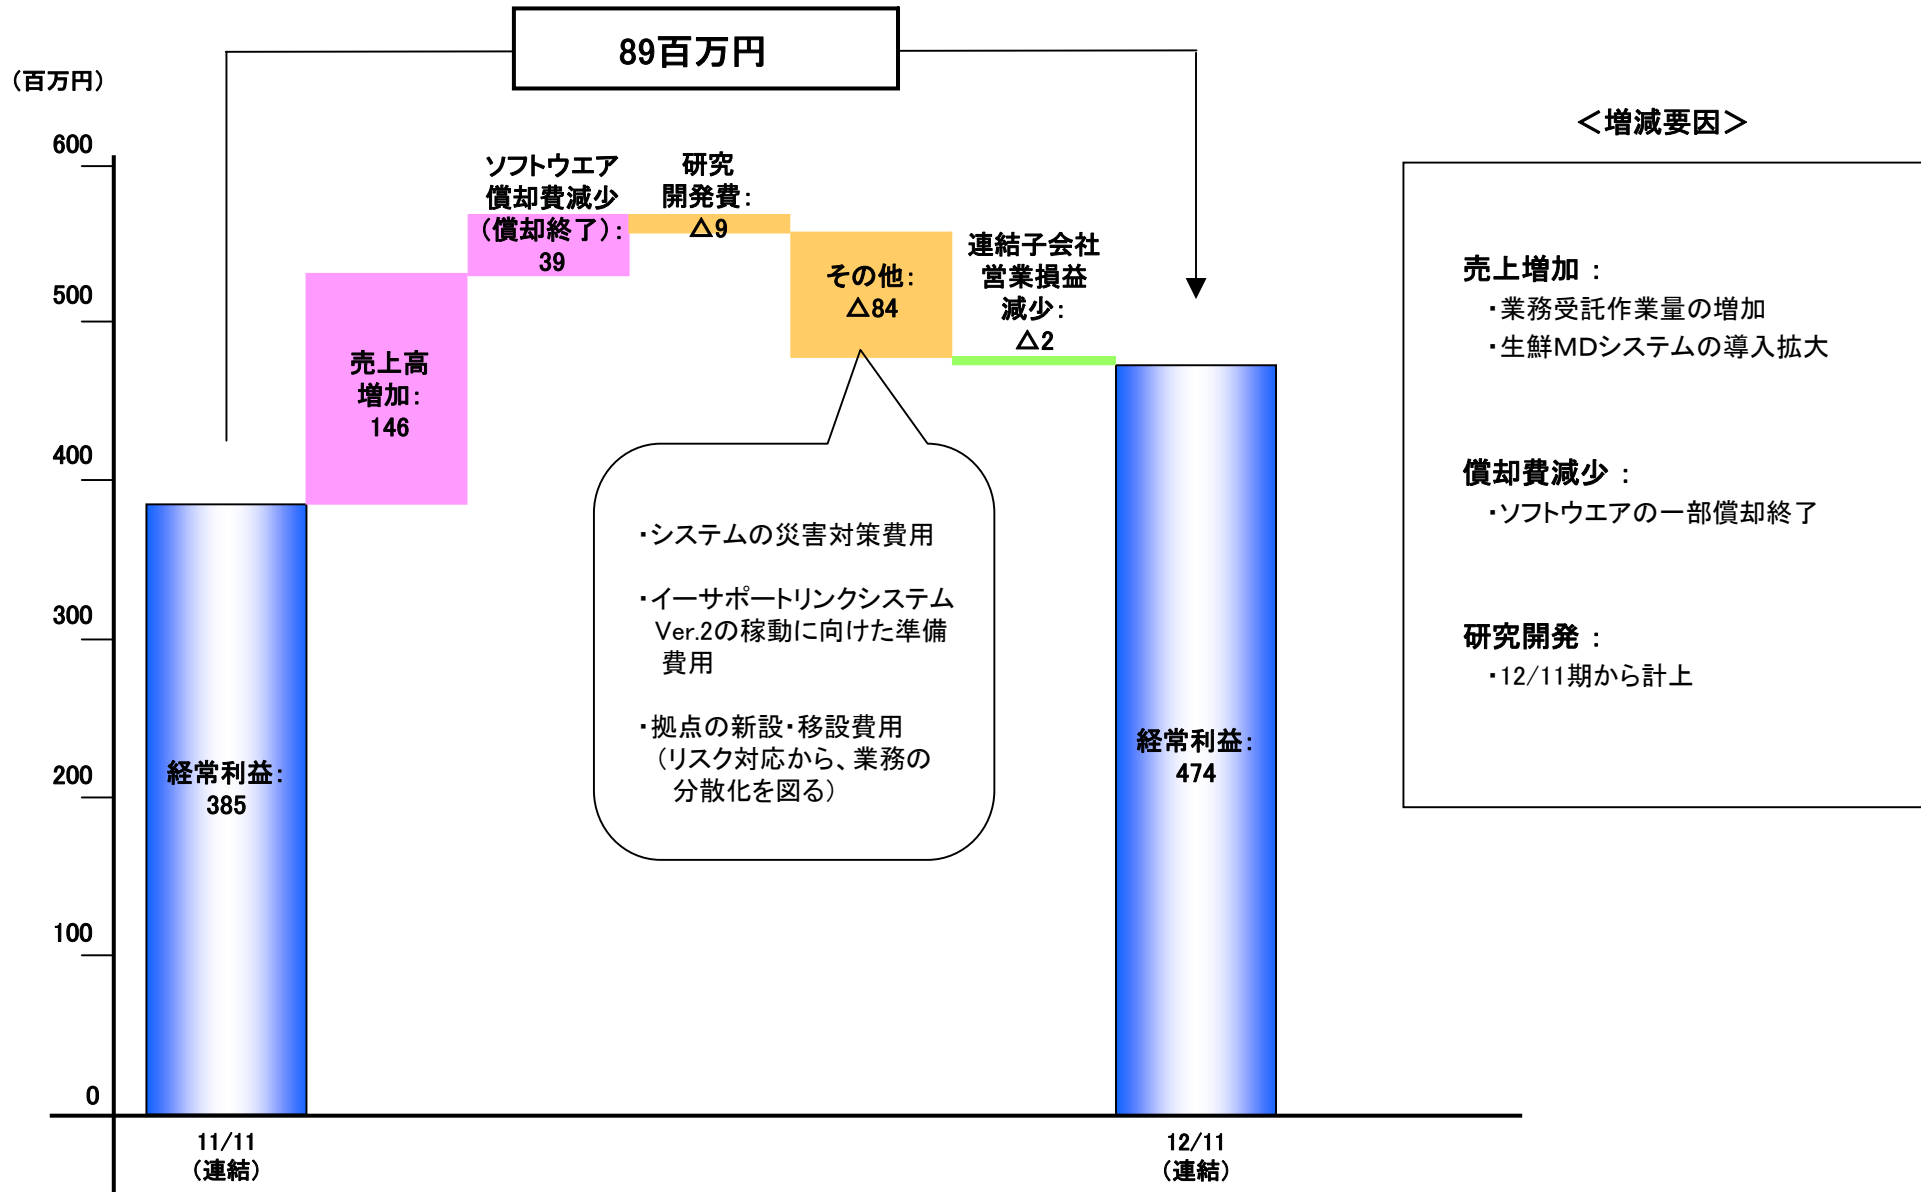 89百万円
（百万円）
600
500
400
300
200
100
0
経常利益：
385
売上高
増加：
146
ソフトウエア
償却費減少
（償却終了）：
39
研究
開発費：
△9
その他：
△84
連結子会社
営業損益
減少：
△2
・システムの災害対策費用
・イーサポートリンクシステム
Ver.2の稼動に向けた準備
費用
・拠点の新設・移設費用
（リスク対応から、業務の
分散化を図る）
経常利益：
474
11/11
（連結）
12/11
（連結）
＜増減要因＞
売上増加 ：
・業務受託作業量の増加
・生鮮MDシステムの導入拡大
償却費減少 ：
・ソフトウエアの一部償却終了
研究開発 ：
・12/11期から計上